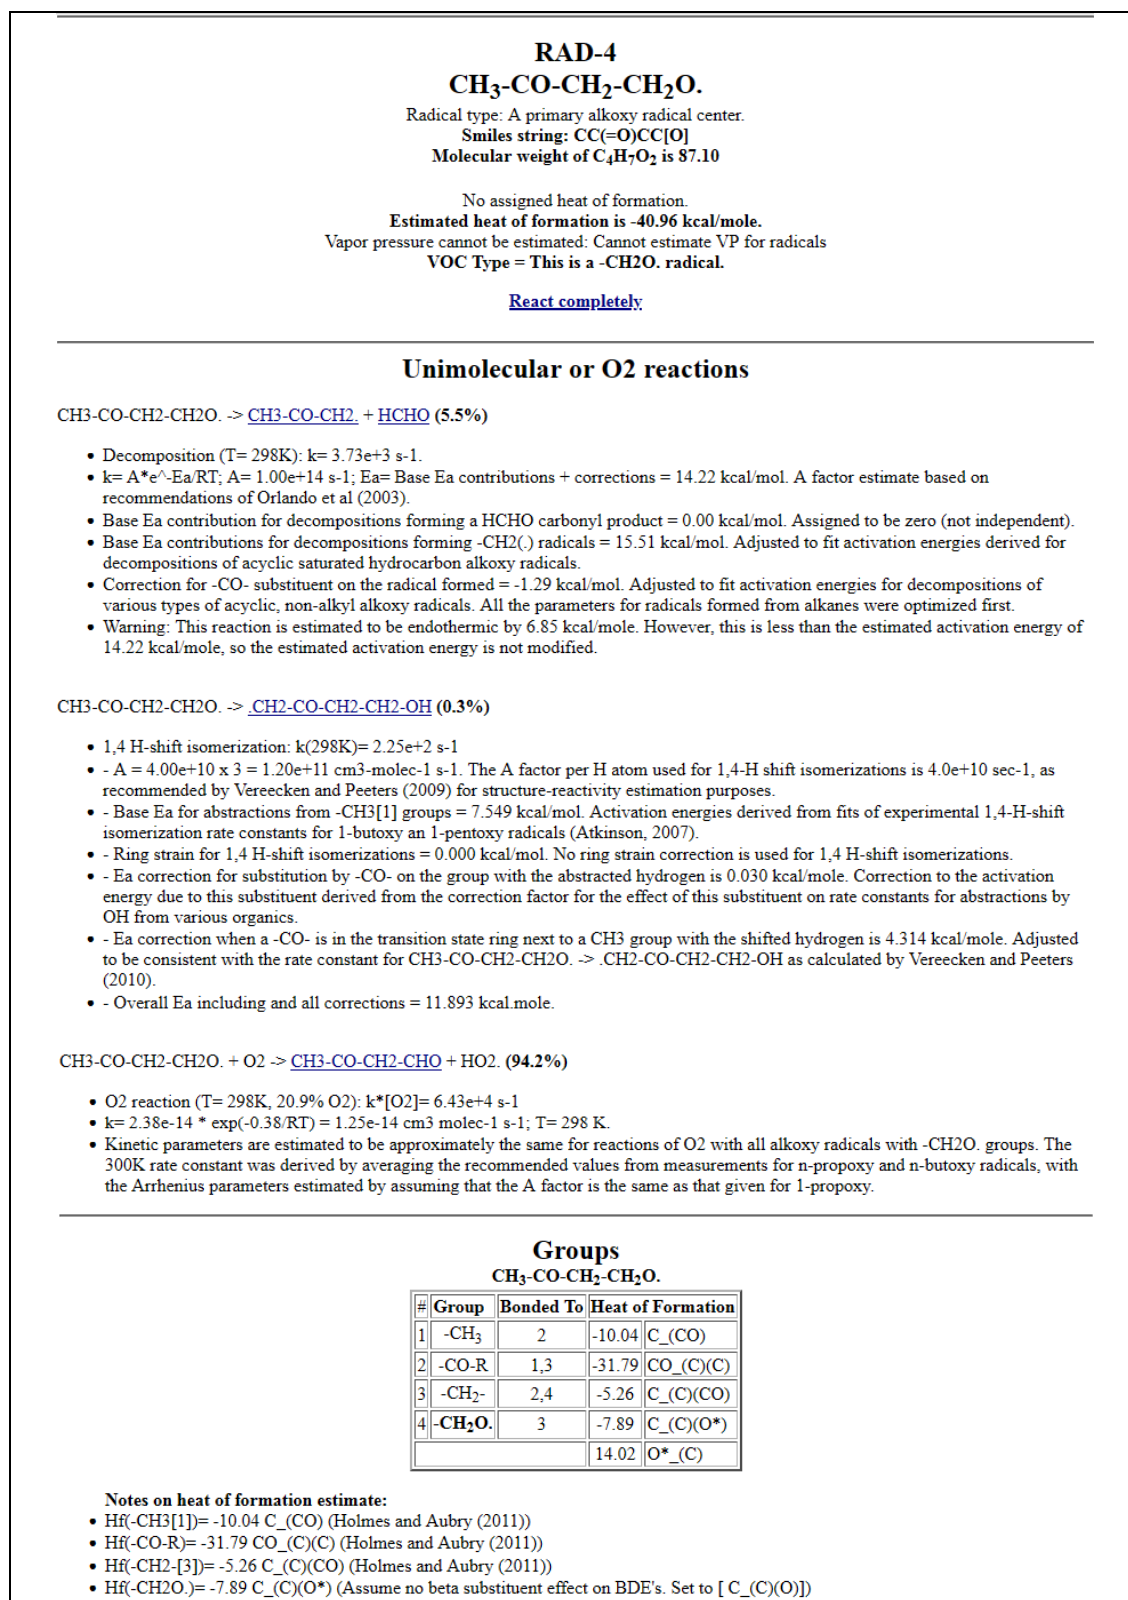 RAD-4
CH3-CO-CH2-CH2O.
Radical type: A primary alkoxy radical center.
Smiles string: CC(=O)CC[O]
Molecular weight of C4H7O2 is 87.10
No assigned heat of formation.
Estimated heat of formation is -40.96 kcal/mole.
Vapor pressure cannot be estimated: Cannot estimate VP for radicals
VOC Type = This is a -CH2O. radical.
React completely
Unimolecular or O2 reactions
CH3-CO-CH2-CH2O. -> CH3-CO-CH2. + HCHO (5.5%)
• Decomposition (T= 298K): k= 3.73e+3 s-1.
• k= A*e^-Ea/RT; A= 1.00e+14 s-1; Ea= Base Ea contributions + corrections = 14.22 kcal/mol. A factor estimate based on
recommendations of Orlando et al (2003).
• Base Ea contribution for decompositions forming a HCHO carbonyl product = 0.00 kcal/mol. Assigned to be zero (not independent).
• Base Ea contributions for decompositions forming -CH2(.) radicals = 15.51 kcal/mol. Adjusted to fit activation energies derived for
decompositions of acyclic saturated hydrocarbon alkoxy radicals.
• Correction for -CO- substituent on the radical formed = -1.29 kcal/mol. Adjusted to fit activation energies for decompositions of
various types of acyclic, non-alkyl alkoxy radicals. All the parameters for radicals formed from alkanes were optimized first.
• Warning: This reaction is estimated to be endothermic by 6.85 kcal/mole. However, this is less than the estimated activation energy of
14.22 kcal/mole, so the estimated activation energy is not modified.
CH3-CO-CH2-CH2O. -> .CH2-CO-CH2-CH2-OH (0.3%)
• 1,4 H-shift isomerization: k(298K)= 2.25e+2 s-1
• - A = 4.00e+10 x 3 = 1.20e+11 cm3-molec-1 s-1. The A factor per H atom used for 1,4-H shift isomerizations is 4.0e+10 sec-1, as
recommended by Vereecken and Peeters (2009) for structure-reactivity estimation purposes.
• - Base Ea for abstractions from -CH3[1] groups = 7.549 kcal/mol. Activation energies derived from fits of experimental 1,4-H-shift
isomerization rate constants for 1-butoxy an 1-pentoxy radicals (Atkinson, 2007).
• - Ring strain for 1,4 H-shift isomerizations = 0.000 kcal/mol. No ring strain correction is used for 1,4 H-shift isomerizations.
• - Ea correction for substitution by -CO- on the group with the abstracted hydrogen is 0.030 kcal/mole. Correction to the activation
energy due to this substituent derived from the correction factor for the effect of this substituent on rate constants for abstractions by
OH from various organics.
• - Ea correction when a -CO- is in the transition state ring next to a CH3 group with the shifted hydrogen is 4.314 kcal/mole. Adjusted
to be consistent with the rate constant for CH3-CO-CH2-CH2O. -> .CH2-CO-CH2-CH2-OH as calculated by Vereecken and Peeters
(2010).
• - Overall Ea including and all corrections = 11.893 kcal.mole.
CH3-CO-CH2-CH2O. + O2 -> CH3-CO-CH2-CHO + HO2. (94.2%)
• O2 reaction (T= 298K, 20.9% O2): k*[O2]= 6.43e+4 s-1
• k= 2.38e-14 * exp(-0.38/RT) = 1.25e-14 cm3 molec-1 s-1; T= 298 K.
• Kinetic parameters are estimated to be approximately the same for reactions of O2 with all alkoxy radicals with -CH2O. groups. The
300K rate constant was derived by averaging the recommended values from measurements for n-propoxy and n-butoxy radicals, with
the Arrhenius parameters estimated by assuming that the A factor is the same as that given for 1-propoxy.
Groups
CH3-CO-CH2-CH2O.
# Group Bonded To Heat of Formation
1 -CH3 2 -10.04 C_(CO)
2 -CO-R 1,3 -31.79 CO_(C)(C)
3 -CH2- 2,4 -5.26 C_(C)(CO)
4 -CH2O. 3 -7.89 C_(C)(O*)
14.02 O*_(C)
Notes on heat of formation estimate:
• Hf(-CH3[1])= -10.04 C_(CO) (Holmes and Aubry (2011))
• Hf(-CO-R)= -31.79 CO_(C)(C) (Holmes and Aubry (2011))
• Hf(-CH2-[3])= -5.26 C_(C)(CO) (Holmes and Aubry (2011))
• Hf(-CH2O.)= -7.89 C_(C)(O*) (Assume no beta substituent effect on BDE's. Set to [ C_(C)(O)])